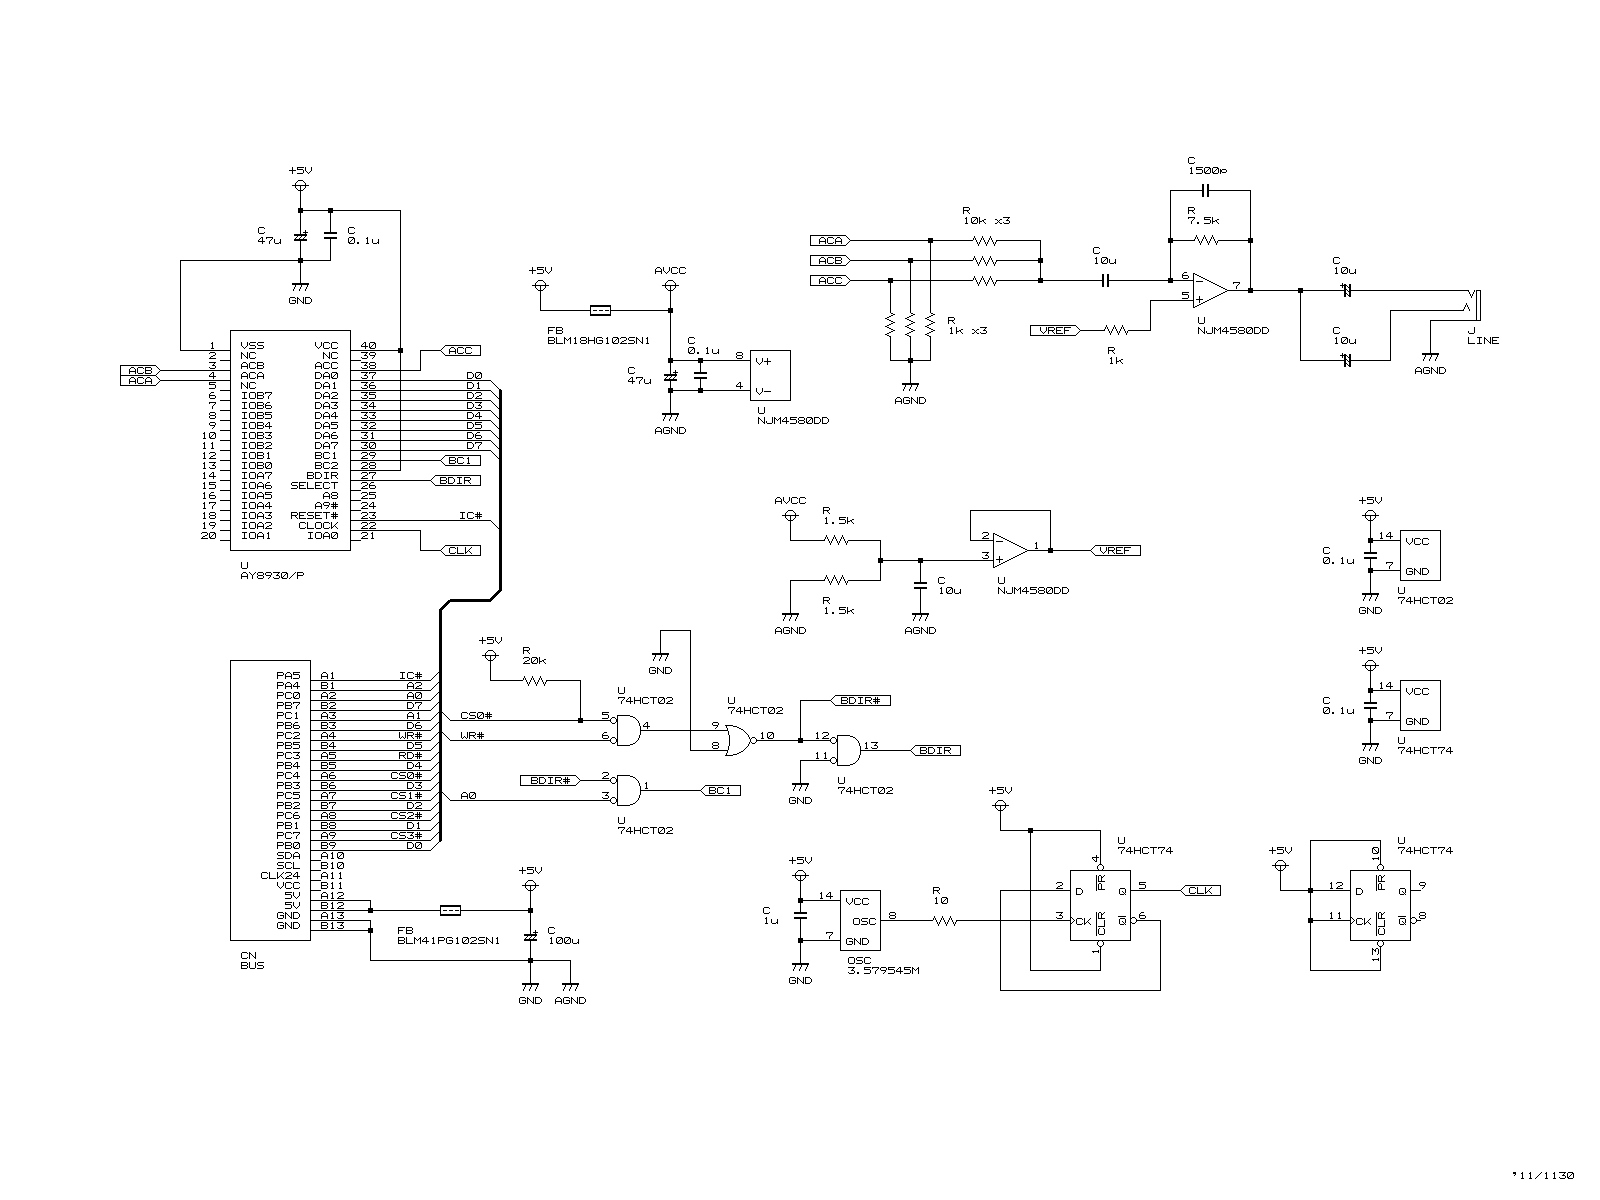 +5V
C
47u
C
0.1u
GND
1 VSS VCC 40
2 NC NC 39
3 ACB ACC 38
4 ACA DA0 37
5 NC DA1 36
6 IOB7 DA2 35
7 IOB6 DA3 34
8 IOB5 DA4 33
9 IOB4 DA5 32
10 IOB3 DA6 31
11 IOB2 DA7 30
12 IOB1 BC1 29
13 IOB0 BC2 28
14 IOA7 BDIR 27
15 IOA6 SELECT 26
16 IOA5 A8 25
17 IOA4 A9# 24
18 IOA3 RESET# 23
19 IOA2 CLOCK 22
20 IOA1 IOA0 21
ACB
ACA
ACC
D0
D1
D2
D3
D4
D5
D6
D7
BC1
BDIR
IC#
CLK
U
AY8930/P
+5V
AVCC
FB
BLM18HG102SN1
C
0.1u
C
47u
8 V+
4 V-
AGND
U
NJM4580DD
ACA
ACB
ACC
R
10k x3
R
1k x3
AGND
C
10u
C
1500p
R
7.5k
6
5
7
U
NJM4580DD
VREF
R
1k
C
10u
C
10u
J
LINE
AGND
AVCC
R
1.5k
R
1.5k
AGND
C
10u
AGND
2
3
1
U
NJM4580DD
VREF
+5V
14 VCC
C
0.1u
7 GND
GND
U
74HCT02
+5V
14 VCC
C
0.1u
7 GND
GND
U
74HCT74
PA5 A1 IC#
PA4 B1 A2
PC0 A2 A0
PB7 B2 D7
PC1 A3 A1
PB6 B3 D6
PC2 A4 WR#
PB5 B4 D5
PC3 A5 RD#
PB4 B5 D4
PC4 A6 CS0#
PB3 B6 D3
PC5 A7 CS1#
PB2 B7 D2
PC6 A8 CS2#
PB1 B8 D1
PC7 A9 CS3#
PB0 B9 D0
SDA A10
SCL B10
CLK24 A11
VCC B11
5V A12
5V B12
GND A13
GND B13
CN
BUS
+5V
R
20k
CS0#
WR#
A0
5
6
4
U
74HCT02
GND
9
8
10
U
74HCT02
BDIR#
12
11
13
BDIR
GND
U
74HCT02
BDIR#
2
3
1
BC1
U
74HCT02
+5V
FB
BLM41PG102SN1
C
100u
GND
AGND
+5V
C
1u
14 VCC
OSC 8
7 GND
GND
OSC
3.579545M
R
10
+5V
U
74HCT74
4
PR
2 D Q 5
3 CK Q 6
CLR
1
CLK
+5V
U
74HCT74
10
PR
12 D Q 9
11 CK Q 8
CLR
13
'11/1130